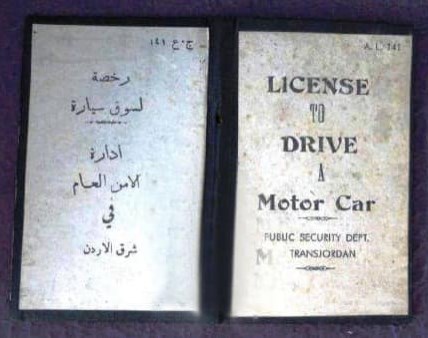 ج.ع ١٤١
رخصة
لسوق سيارة
ادارة
الامن العام
في
شرق الاردن
A. L. 141
LICENSE
TO
DRIVE
A
Motor Car
PUBLIC SECURITY DEPT.
TRANSJORDAN